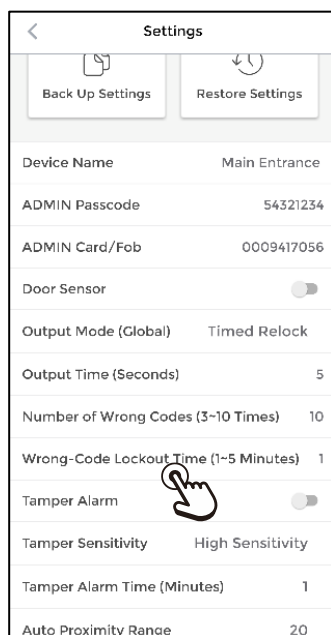 Settings
Back Up Settings Restore Settings
Device Name Main Entrance
ADMIN Passcode 54321234
ADMIN Card/Fob 0009417056
Door Sensor
Output Mode (Global) Timed Relock
Output Time (Seconds) 5
Number of Wrong Codes (3~10 Times) 10
Wrong-Code Lockout Time (1~5 Minutes) 1
Tamper Alarm
Tamper Sensitivity High Sensitivity
Tamper Alarm Time (Minutes) 1
Auto Proximity Range 20